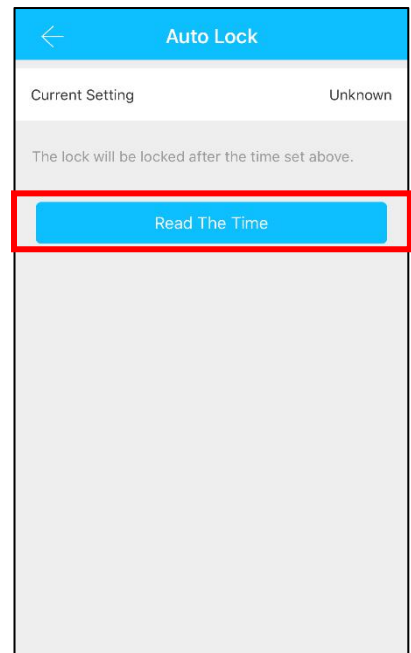 Auto Lock
Current Setting Unknown
The lock will be locked after the time set above.
Read The Time